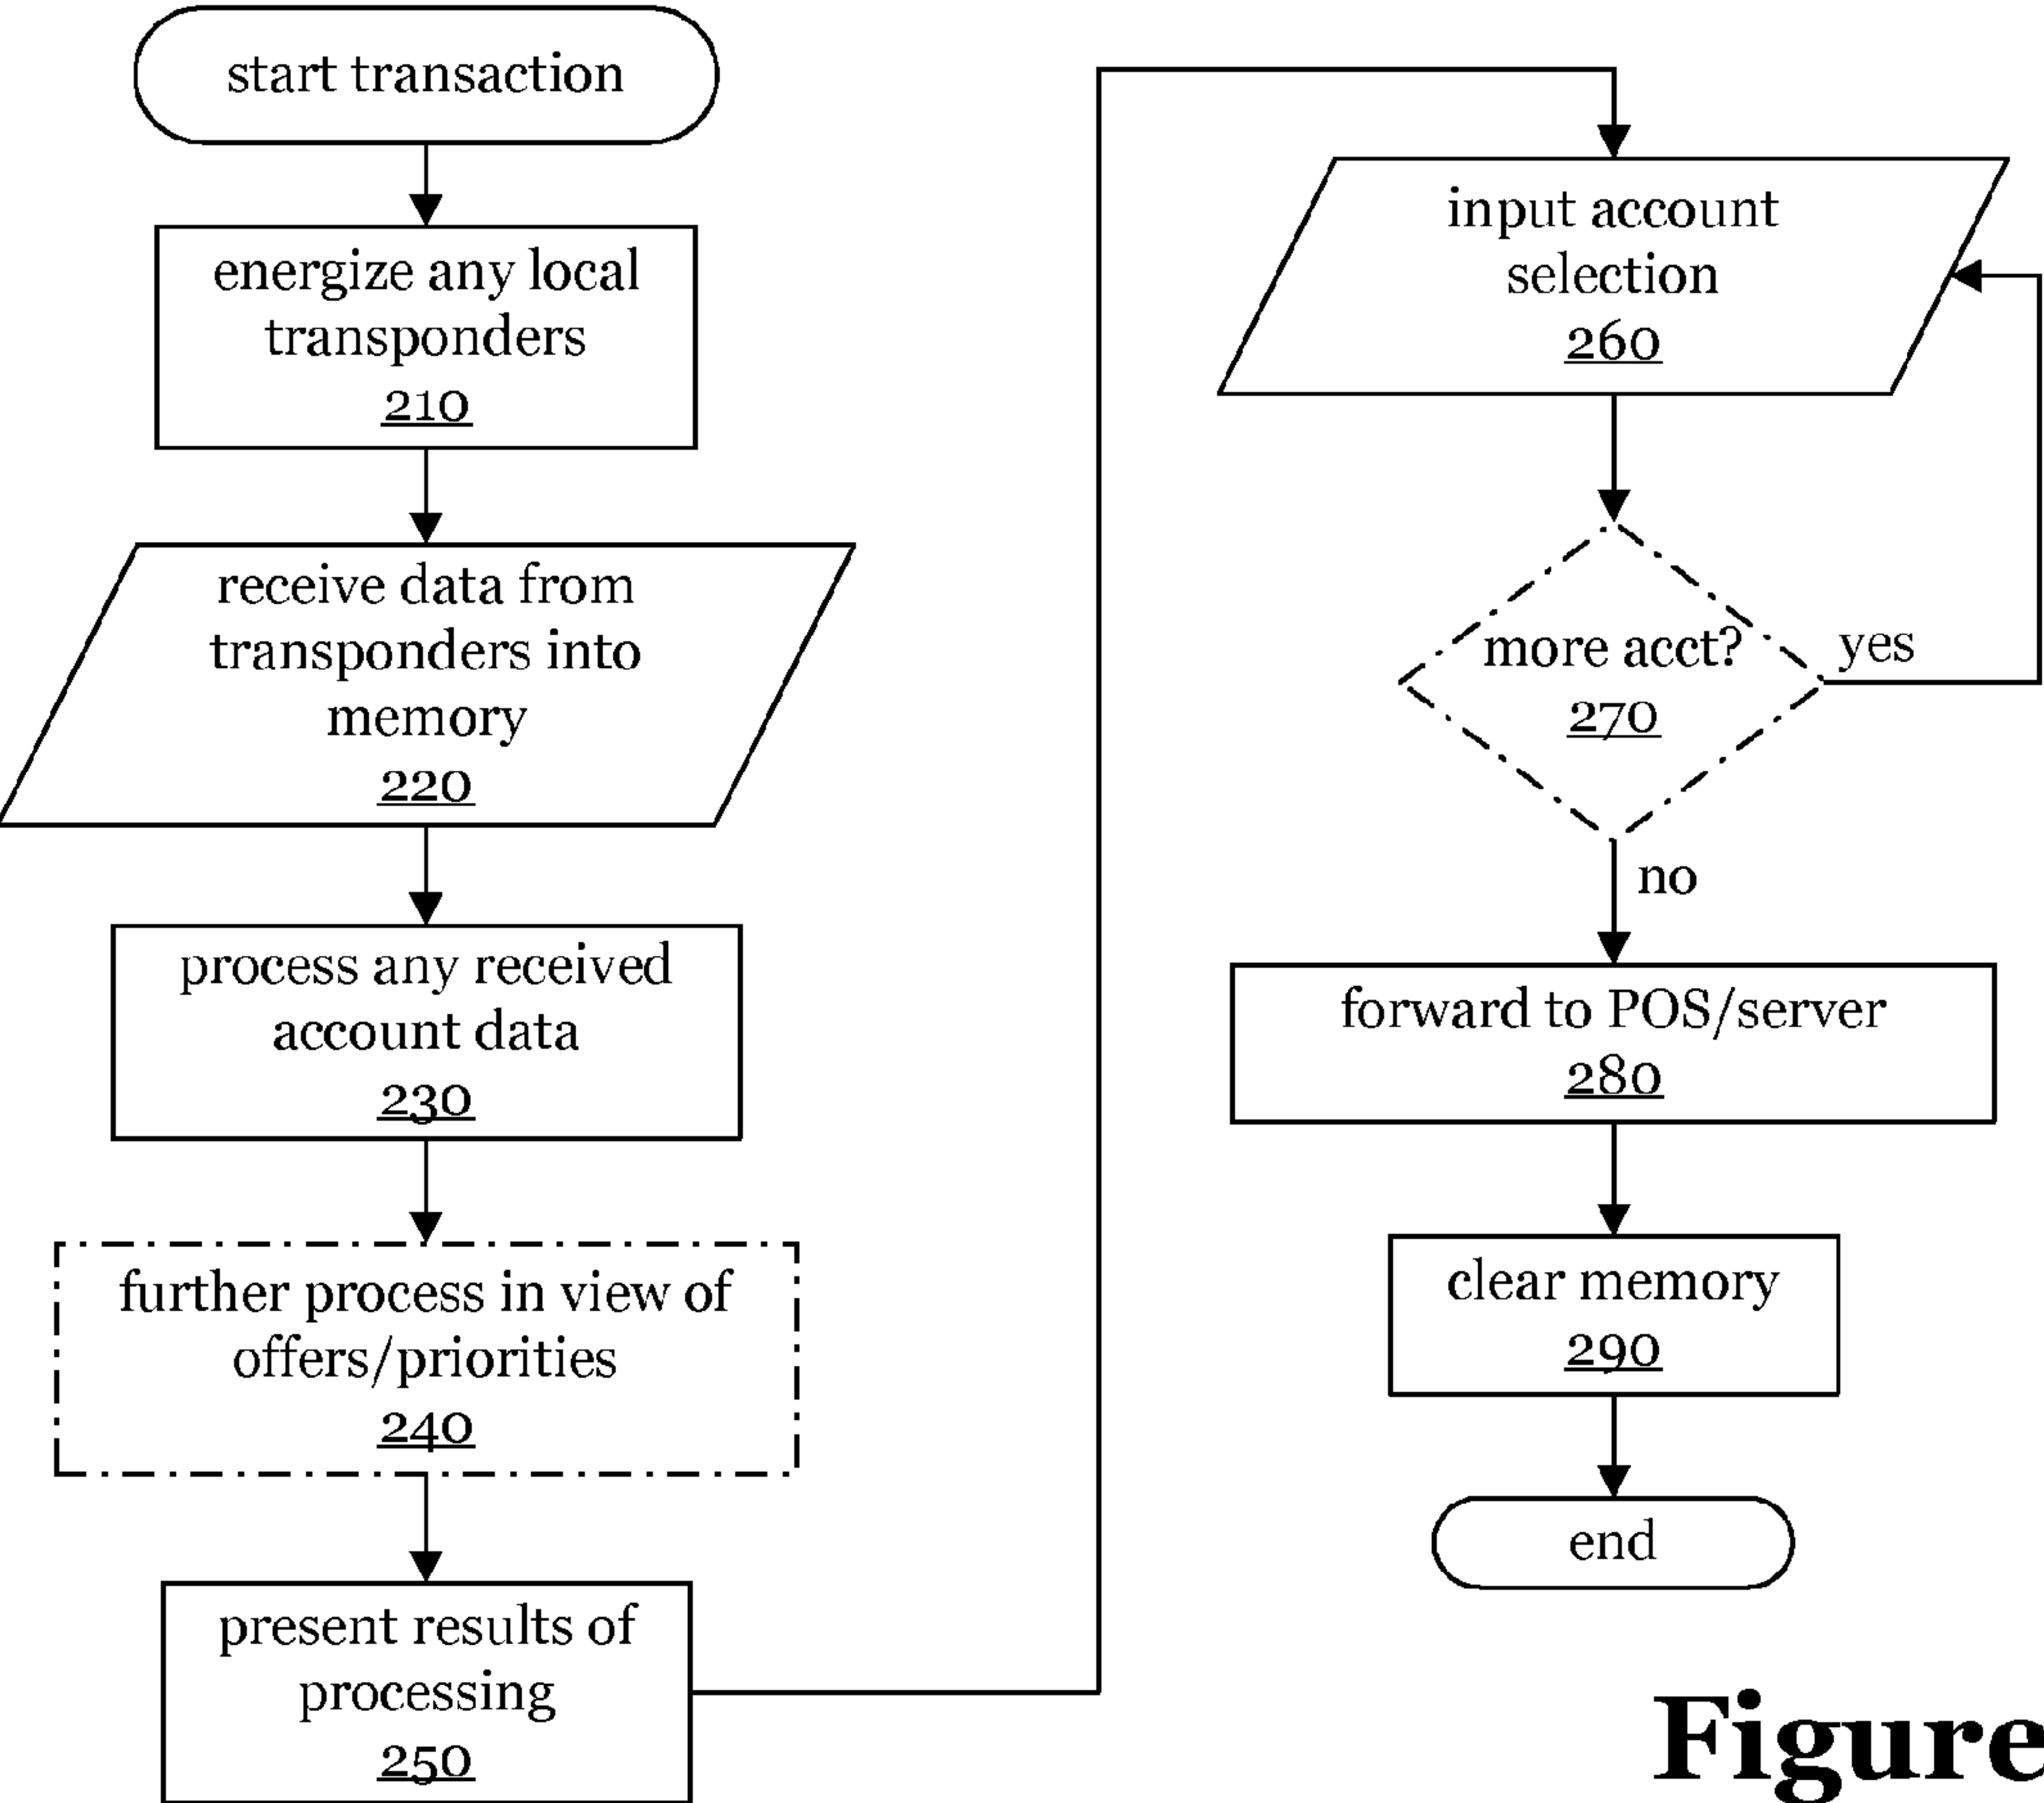 start transaction
energize any local
transponders
210
receive data from
transponders into
memory
220
process any received
account data
230
further process in view of
offers/priorities
240
present results of
processing
250
input account
selection
260
more acct?
270
yes
no
forward to POS/server
280
clear memory
290
end
Figure